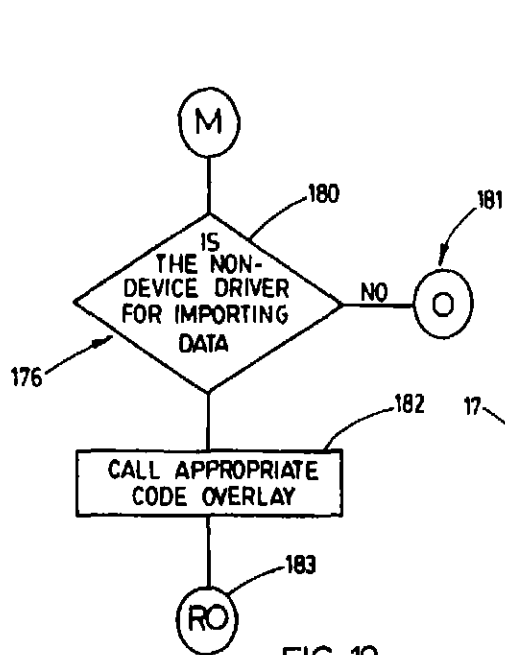 M
180
181
IS
THE NON-
DEVICE DRIVER
FOR IMPORTING
DATA
NO
O
176
182
17
CALL APPROPRIATE
CODE OVERLAY
183
RO